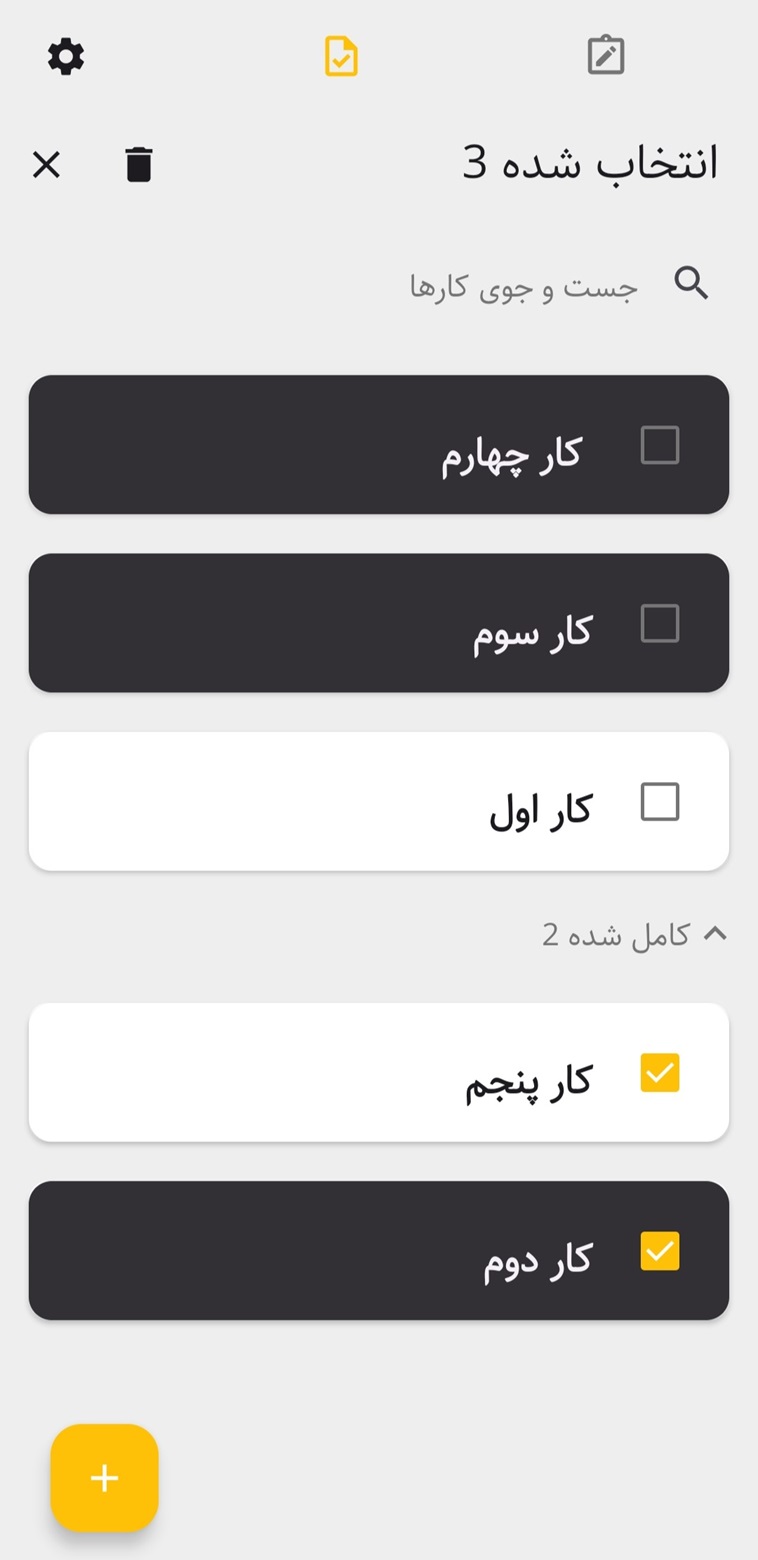 انتخاب شده 3
جست و جوی کارها
کار چهارم
کار سوم
کار اول
کامل شده 2
کار پنجم
کار دوم